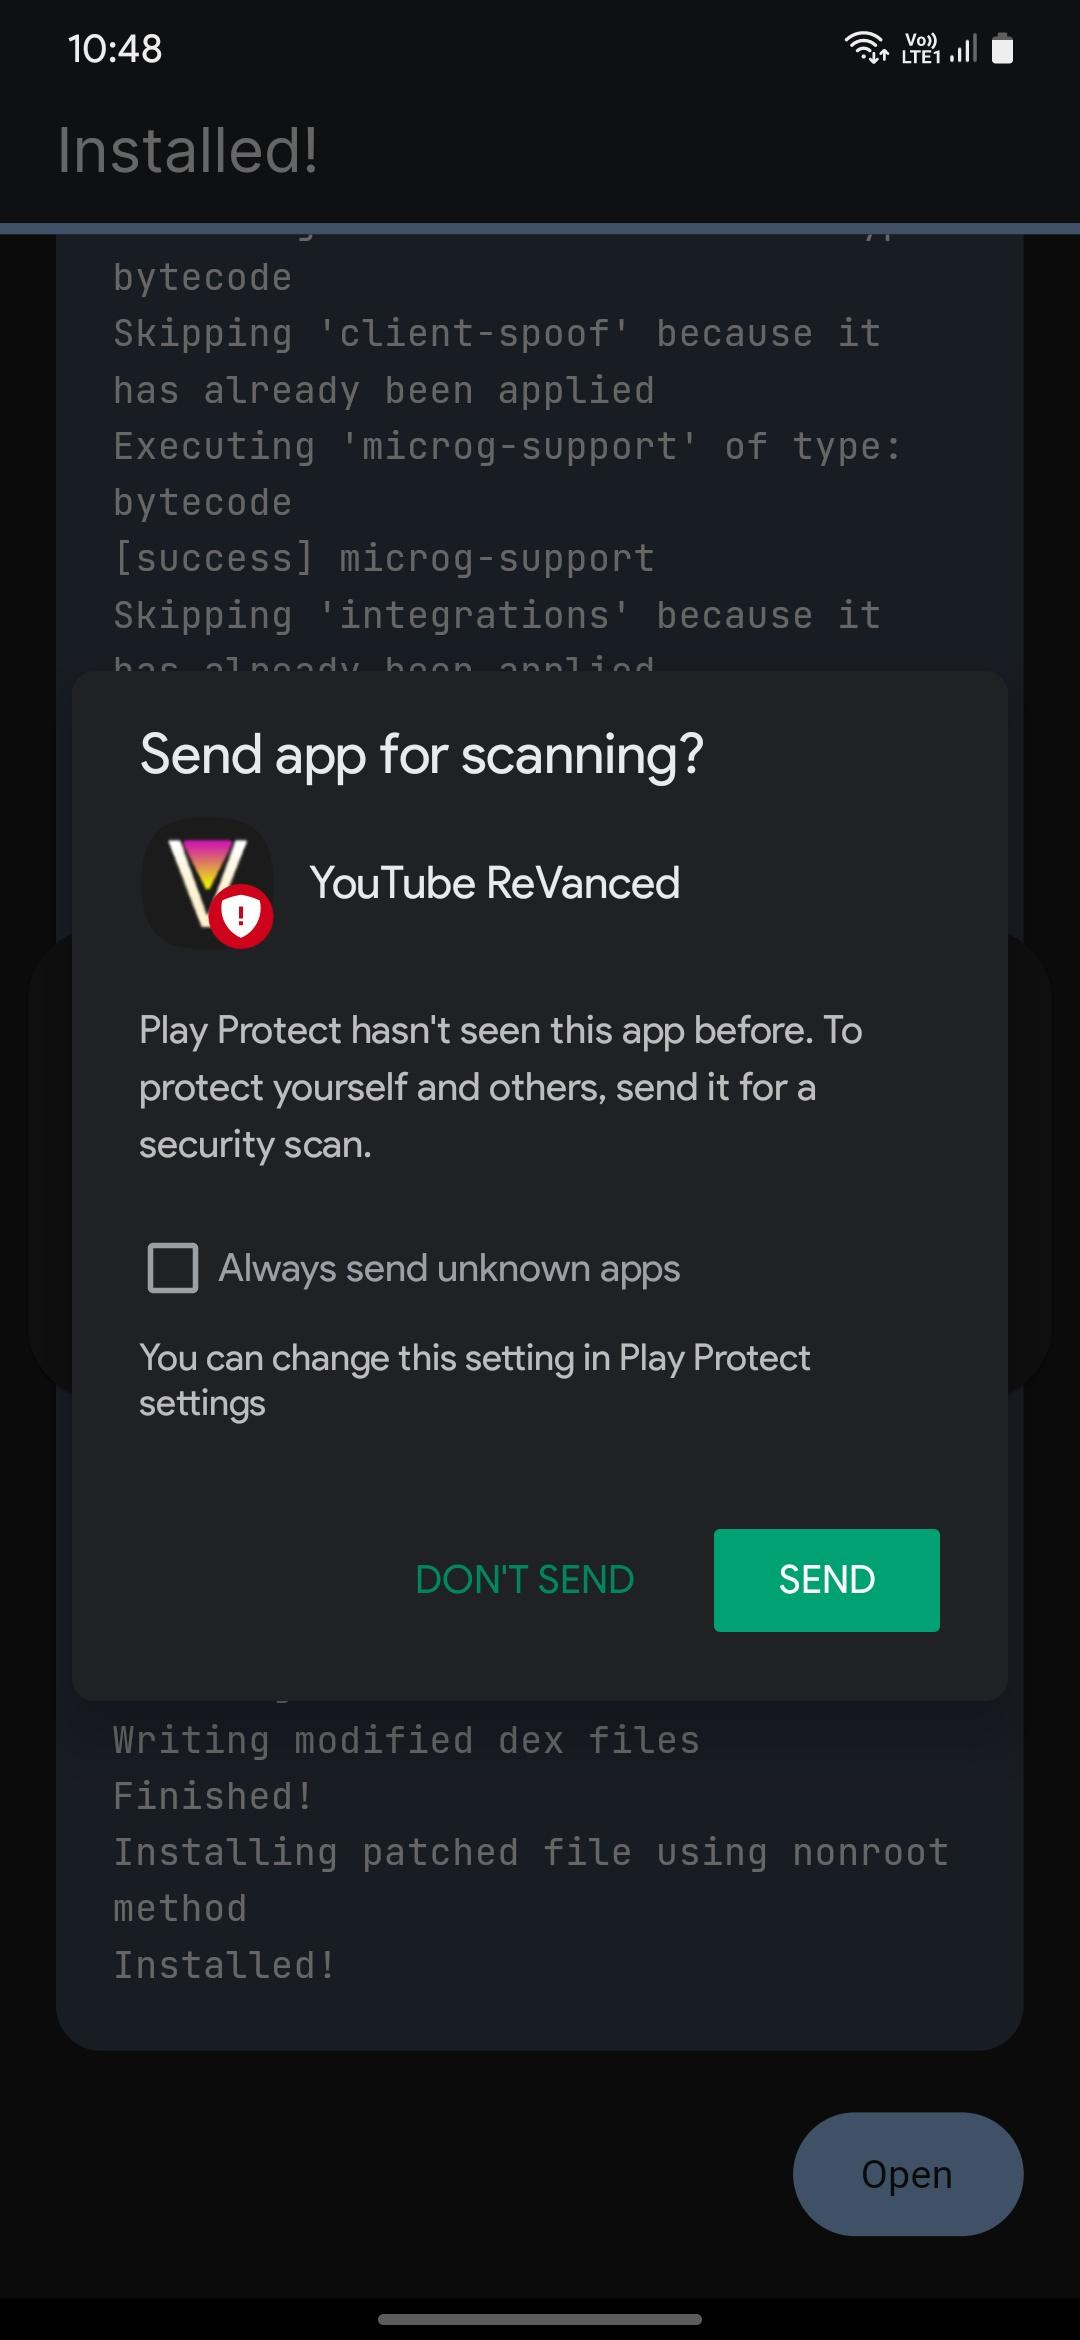 10:48
Vo))
LTE1
Installed!
bytecode
Skipping 'client-spoof' because it
has already been applied
Executing 'microg-support' of type:
bytecode
[success] microg-support
Skipping 'integrations' because it
has already been applied
Send app for scanning?
YouTube ReVanced
Play Protect hasn't seen this app before. To
protect yourself and others, send it for a
security scan.
Always send unknown apps
You can change this setting in Play Protect
settings
DON'T SEND
SEND
Writing modified dex files
Finished!
Installing patched file using nonroot
method
Installed!
Open